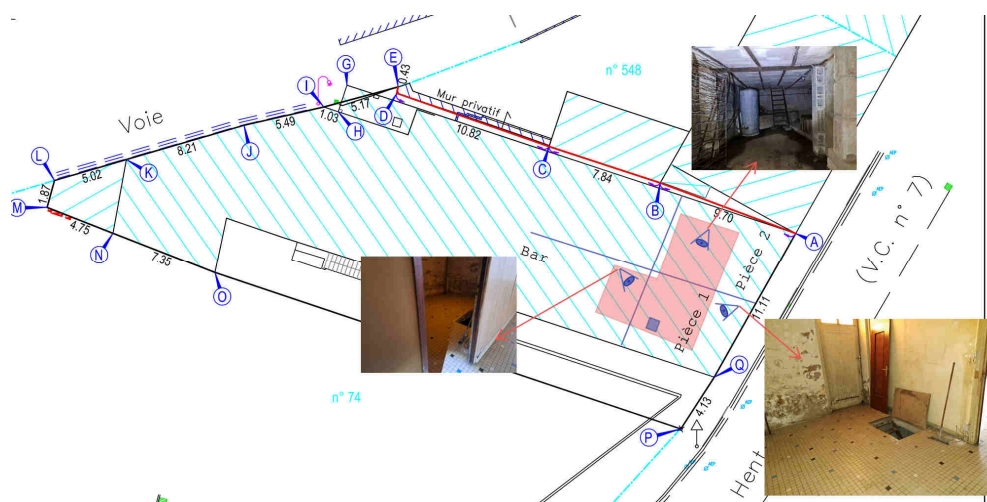 E
G
0.43
n° 548
I
D
Mur privatif
5.17
1.03
H
Voie
5.49
J
10.82
8.21
C
L
K
5.02
7.84
1.87
B
9.70
M
A
4.75
N
7.35
Bar
Pièce 2
(V.C. n° 7)
O
11.11
Pièce 1
Q
n° 74
4.13
P
Hent